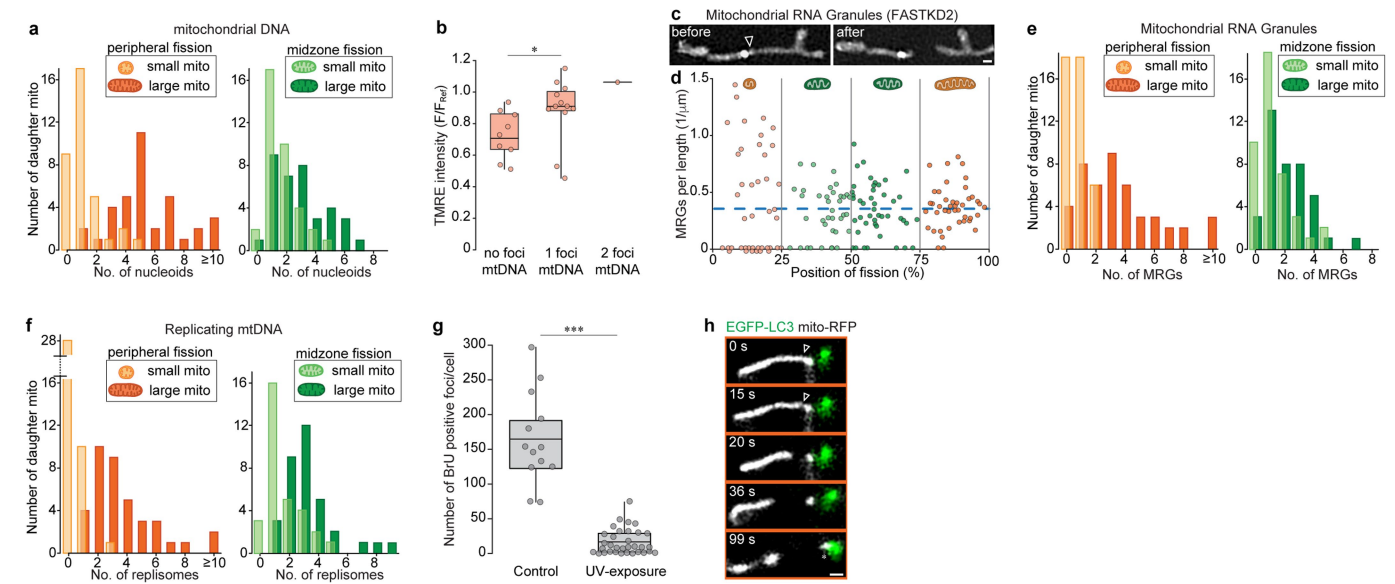 a
mitochondrial DNA
peripheral fission
small mito
large mito
midzone fission
small mito
large mito
Number of daughter mito
16
12
8
4
0
0 2 4 6 8 ≥10
No. of nucleoids
16
12
8
4
0
0 2 4 6 8
No. of nucleoids
b
TMRE intensity (F/FRef)
1.4
1.2
1.0
0.8
0.6
0.4
0.2
0
*
no foci mtDNA
1 foci mtDNA
2 foci mtDNA
c
Mitochondrial RNA Granules (FASTKD2)
before
after
d
MRGs per length (1/μm)
1.5
1.0
0.5
0
0 25 50 75 100
Position of fission (%)
e
Mitochondrial RNA Granules
peripheral fission
small mito
large mito
midzone fission
small mito
large mito
Number of daughter mito
16
12
8
4
0
0 2 4 6 8 ≥10
No. of MRGs
16
12
8
4
0
0 2 4 6 8
No. of MRGs
f
Replicating mtDNA
peripheral fission
small mito
large mito
midzone fission
small mito
large mito
Number of daughter mito
28
16
12
8
4
0
0 2 4 6 8 ≥10
No. of replisomes
16
12
8
4
0
0 2 4 6 8
No. of replisomes
g
Number of BrU positive foci/cell
300
250
200
150
100
50
0
***
Control
UV-exposure
h
EGFP-LC3 mito-RFP
0 s
15 s
20 s
36 s
99 s
*